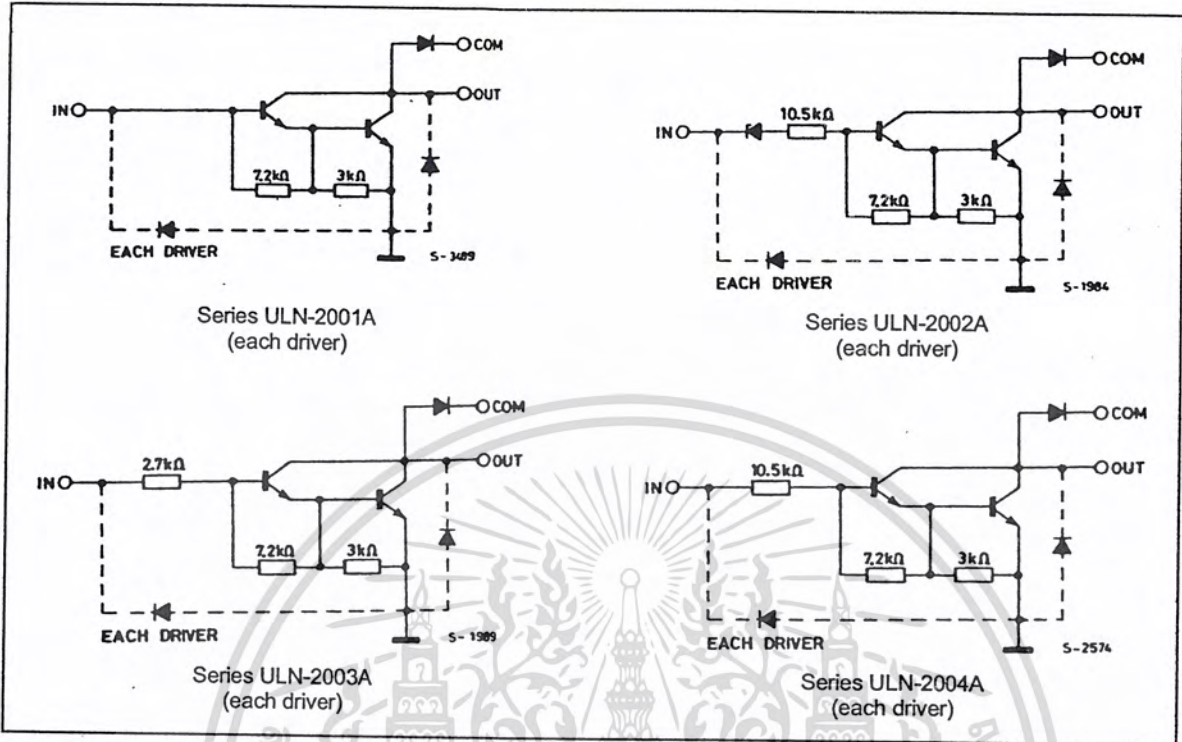 COM
OUT
IN
7.2kΩ 3kΩ
EACH DRIVER
S-3489
Series ULN-2001A
(each driver)
COM
OUT
IN
10.5kΩ
7.2kΩ 3kΩ
EACH DRIVER
S-1984
Series ULN-2002A
(each driver)
COM
OUT
IN
2.7kΩ
7.2kΩ 3kΩ
EACH DRIVER
S-1989
Series ULN-2003A
(each driver)
COM
OUT
IN
10.5kΩ
7.2kΩ 3kΩ
EACH DRIVER
S-2574
Series ULN-2004A
(each driver)